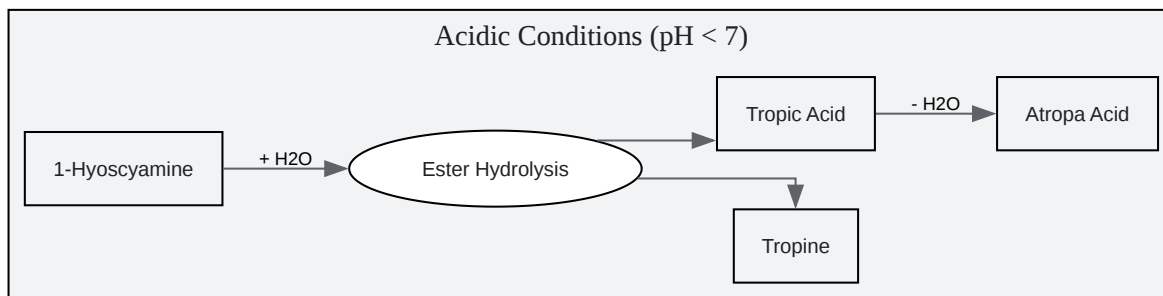 Acidic Conditions (pH < 7)
1-Hyoscyamine
+ H2O
Ester Hydrolysis
Tropic Acid
- H2O
Atropa Acid
Tropine